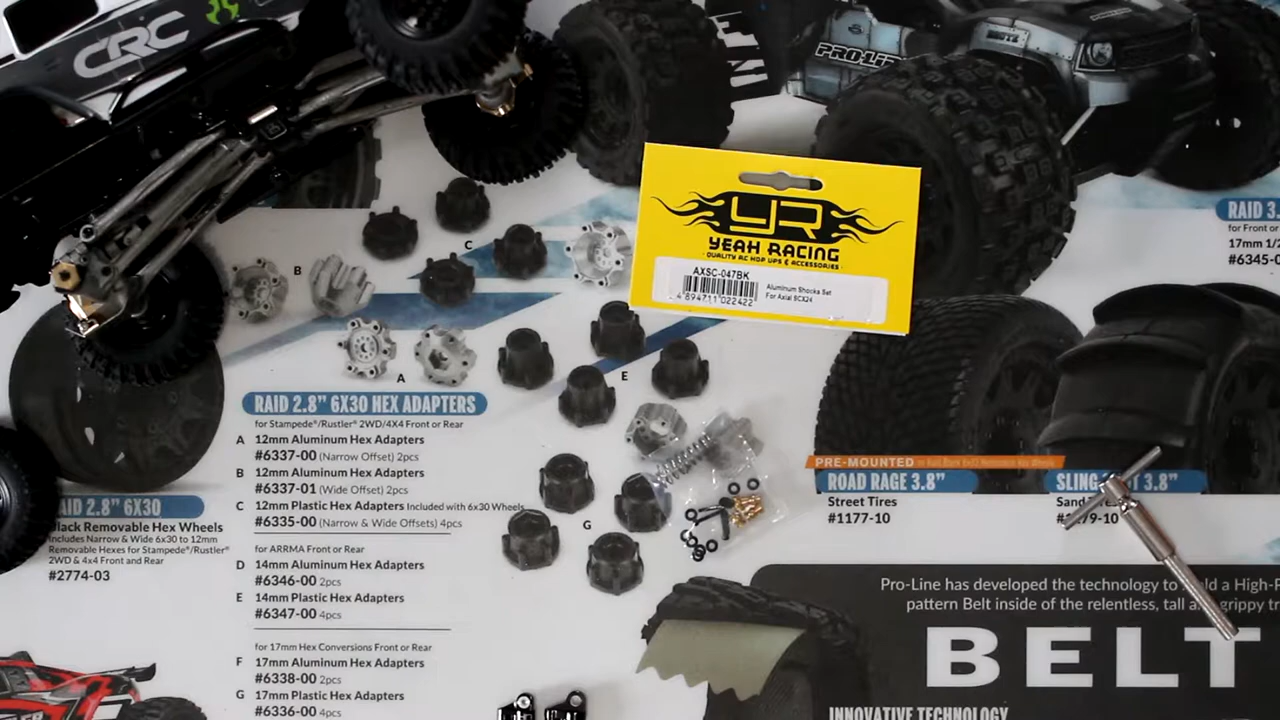 CRC
PRO-LINE
YR
YEAH RACING
· QUALITY RC HOP UPS & ACCESSORIES ·
AXSC-047BK
4 894711 022422
Aluminum Shocks Set
For Axial SCX24
RAID 3.
for Front or
17mm 1/2
#6345-0
C
B
A
E
G
RAID 2.8” 6X30 HEX ADAPTERS
for Stampede®/Rustler® 2WD/4X4 Front or Rear
A 12mm Aluminum Hex Adapters
#6337-00 (Narrow Offset) 2pcs
B 12mm Aluminum Hex Adapters
#6337-01 (Wide Offset) 2pcs
C 12mm Plastic Hex Adapters Included with 6x30 Wheels
#6335-00 (Narrow & Wide Offsets) 4pcs
for ARRMA Front or Rear
D 14mm Aluminum Hex Adapters
#6346-00 2pcs
E 14mm Plastic Hex Adapters
#6347-00 4pcs
for 17mm Hex Conversions Front or Rear
F 17mm Aluminum Hex Adapters
#6338-00 2pcs
G 17mm Plastic Hex Adapters
#6336-00 4pcs
AID 2.8” 6X30
lack Removable Hex Wheels
Includes Narrow & Wide 6x30 to 12mm
Removable Hexes for Stampede®/Rustler®
2WD & 4x4 Front and Rear
#2774-03
PRE-MOUNTED
ROAD RAGE 3.8”
Street Tires
#1177-10
SLING T 3.8”
Sand
79-10
Pro-Line has developed the technology to ld a High-P
pattern Belt inside of the relentless, tall a grippy tr
BELT
INNOVATIVE TECHNOLOGY